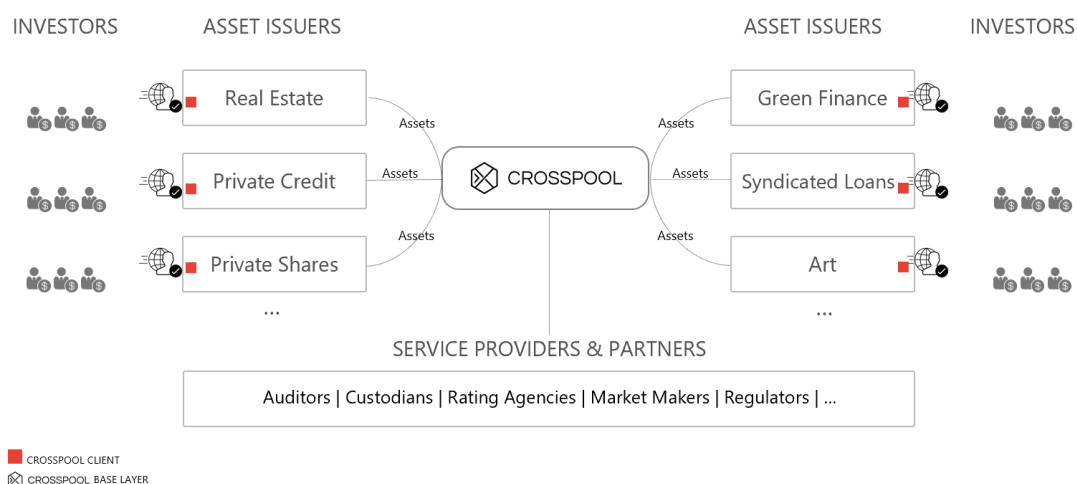 INVESTORS
ASSET ISSUERS
ASSET ISSUERS
INVESTORS
Real Estate
Assets
Assets
Green Finance
Private Credit
Assets
CROSSPOOL
Assets
Syndicated Loans
Private Shares
Assets
Assets
Art
...
...
SERVICE PROVIDERS & PARTNERS
Auditors | Custodians | Rating Agencies | Market Makers | Regulators | ...
CROSSPOOL CLIENT
CROSSPOOL BASE LAYER